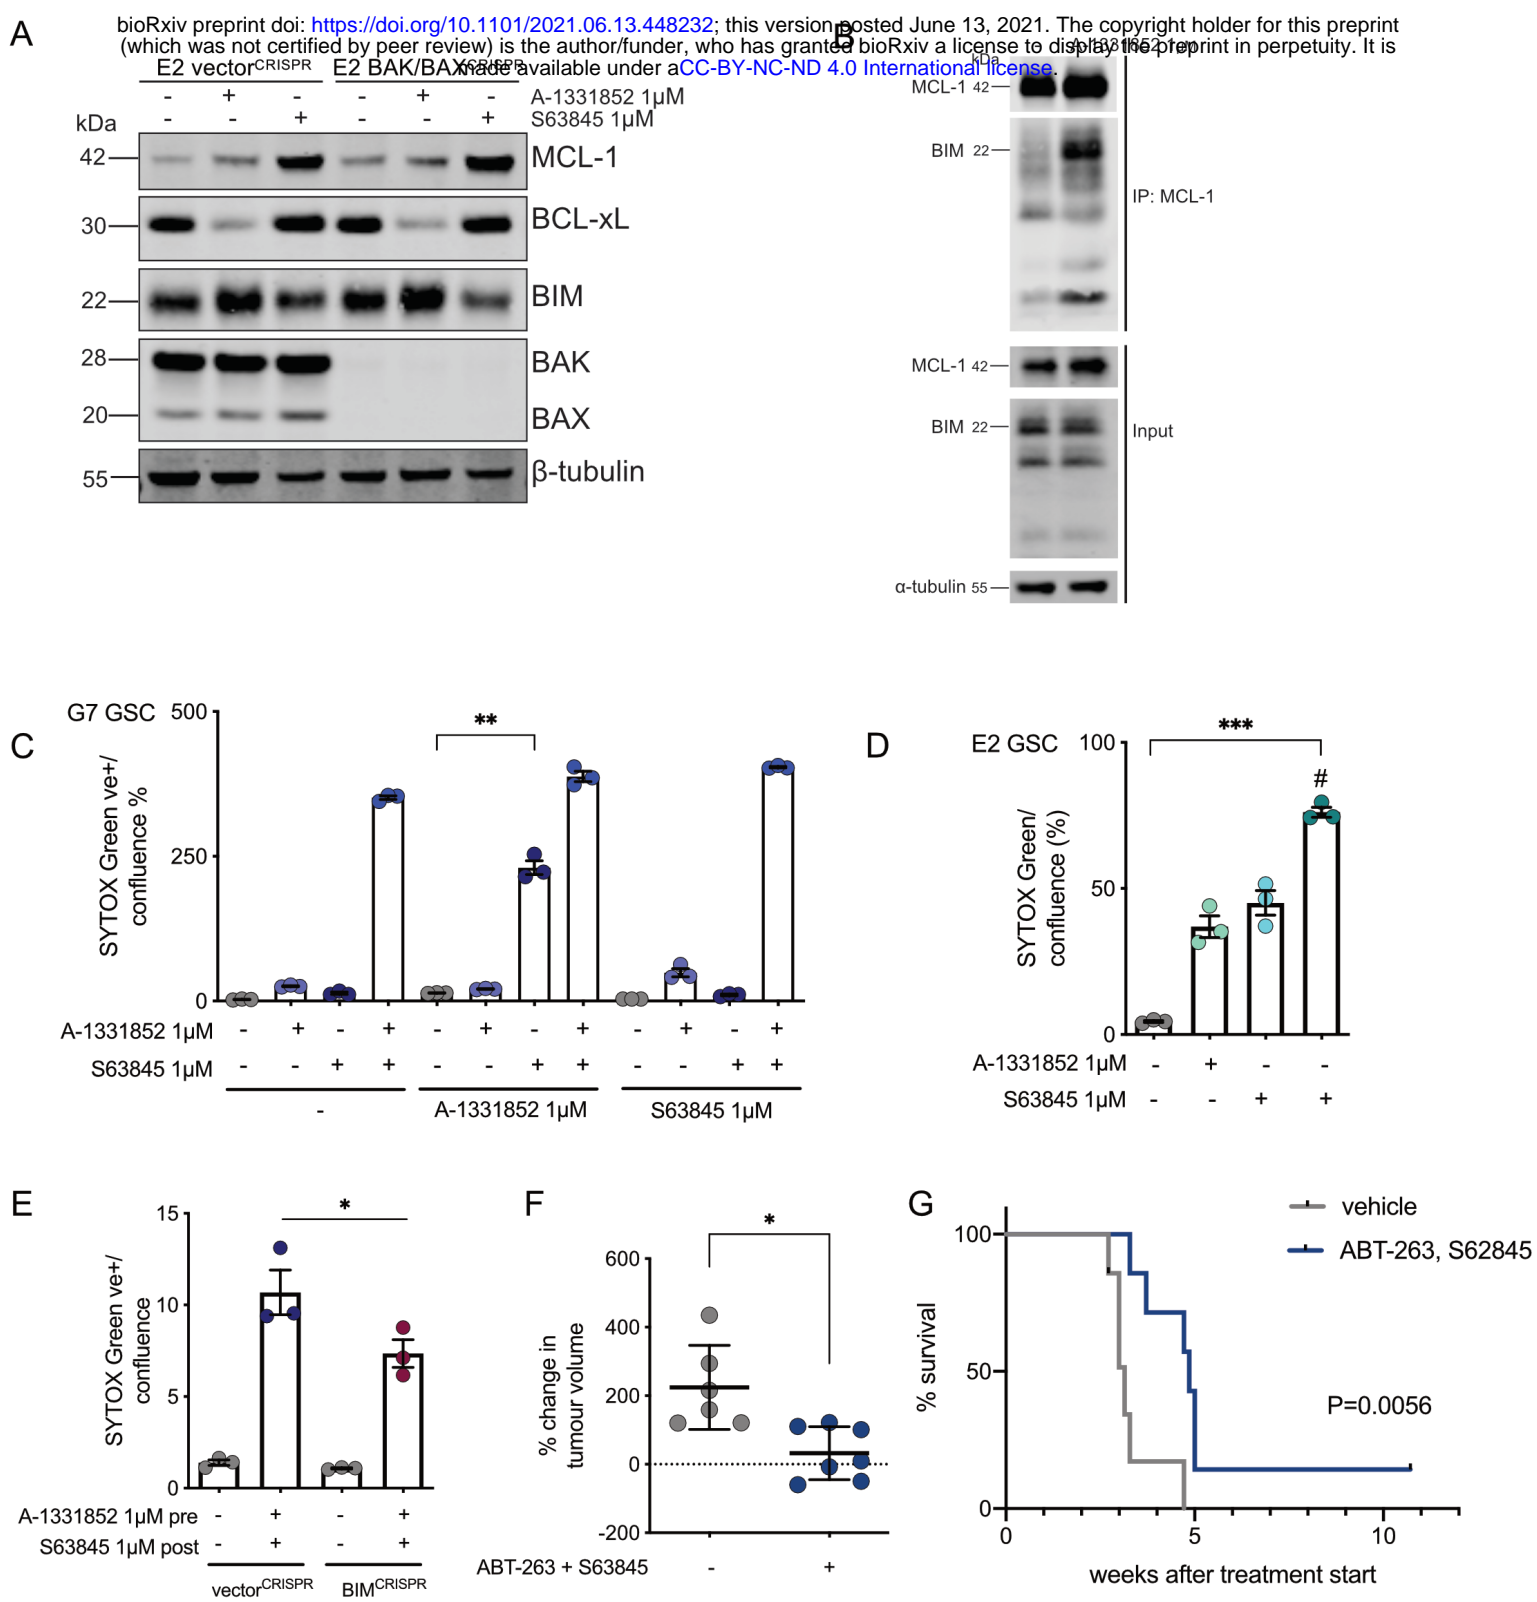 bioRxiv preprint doi: https://doi.org/10.1101/2021.06.13.448232; this version posted June 13, 2021. The copyright holder for this preprint
(which was not certified by peer review) is the author/funder, who has granted bioRxiv a license to display the preprint in perpetuity. It is
made available under aCC-BY-NC-ND 4.0 International license.
A
E2 vectorCRISPR E2 BAK/BAXCRISPR
- + - - + - A-1331852 1µM
- - + - - + S63845 1µM
kDa
42 MCL-1
30 BCL-xL
22 BIM
28 BAK
20 BAX
55 β-tubulin
B
A-1331852 1µm
kDa
MCL-1 42
BIM 22
IP: MCL-1
MCL-1 42
BIM 22
Input
α-tubulin 55
C
G7 GSC
SYTOX Green ve+/
confluence %
500
250
0
**
A-1331852 1µM - + - + - + - + - + - +
S63845 1µM - - + + - - + + - - + +
- A-1331852 1µM S63845 1µM
D
E2 GSC
SYTOX Green/
confluence (%)
100
50
0
***
#
A-1331852 1µM - + - -
S63845 1µM - - + +
E
SYTOX Green ve+/
confluence
15
10
5
0
*
A-1331852 1µM pre - + - +
S63845 1µM post - + - +
vectorCRISPR BIMCRISPR
F
% change in
tumour volume
600
400
200
0
-200
*
ABT-263 + S63845 - +
G
vehicle
ABT-263, S62845
% survival
100
50
0
P=0.0056
0 5 10
weeks after treatment start